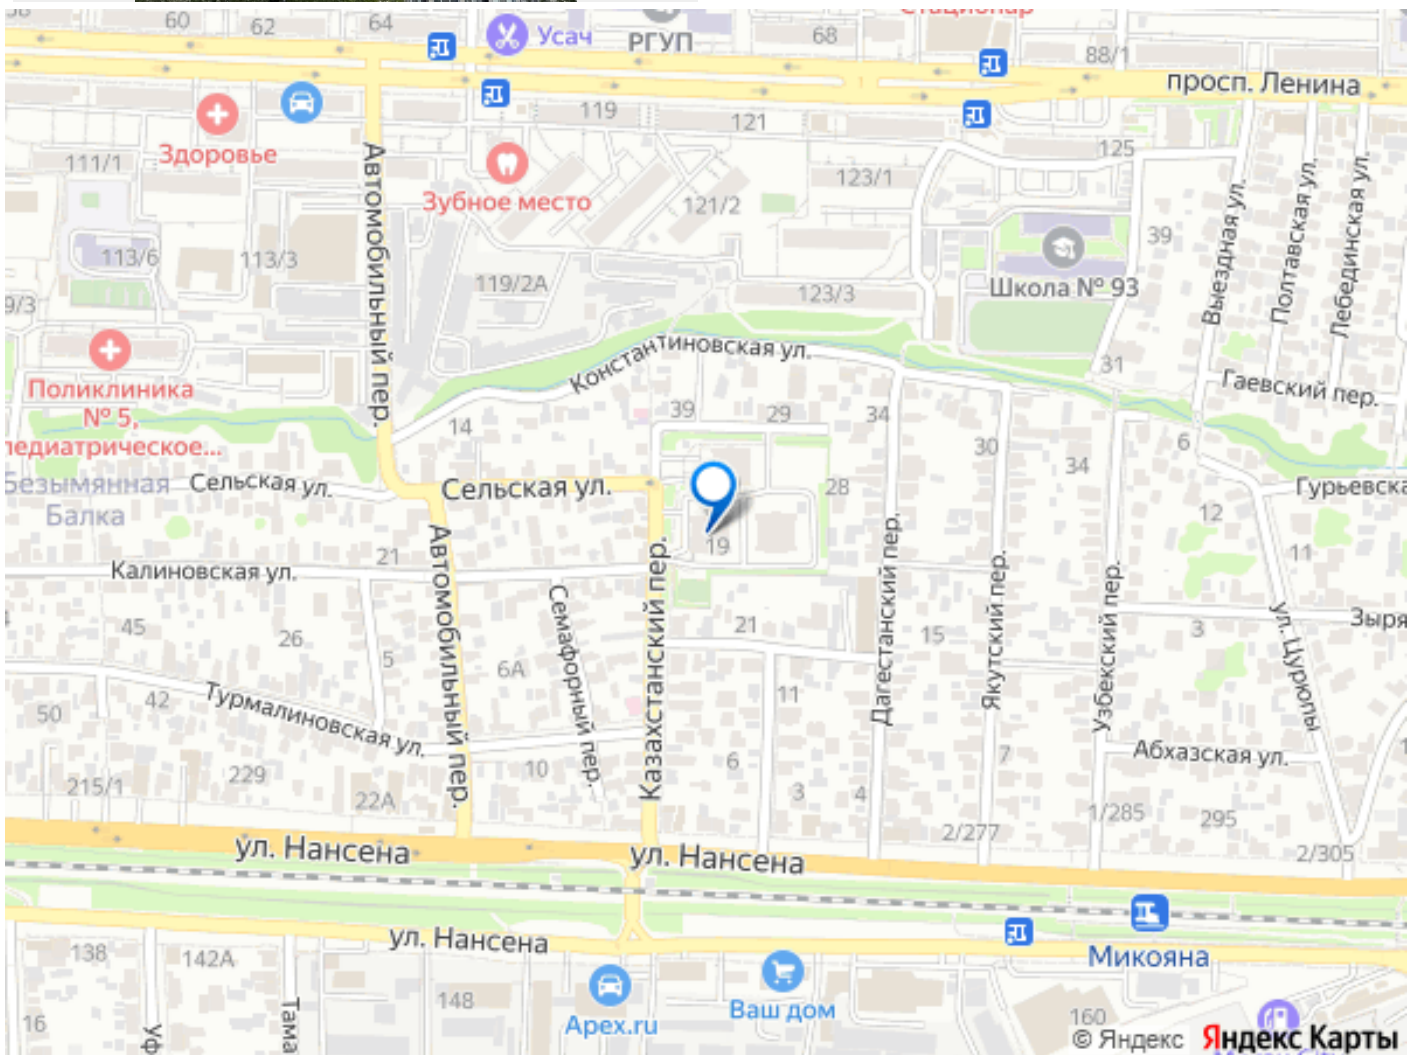 60
62
64
Усач
РГУП
68
88/1
просп. Ленина
119
121
125
Здоровье
111/1
Автомобильный пер.
Зубное место
121/2
123/1
39
Выездная ул.
Полтавская ул.
Лебединская ул.
113/6
113/3
119/2А
123/3
Школа № 93
9/3
Константиновская ул.
31
Гаевский пер.
Поликлиника
№ 5,
педиатрическое...
14
39
29
34
30
34
6
Безымянная
Балка
Сельская ул.
Сельская ул.
28
12
11
Гурьевска
19
21
Калиновская ул.
Автомобильный пер.
Семафорный пер.
Казахстанский пер.
Дагестанский пер.
Якутский пер.
Узбекский пер.
ул. Цурюпы
45
26
5
6А
21
15
3
Зыря
50
42
Турмалиновская ул.
11
10
6
3
4
7
Абхазская ул.
215/1
229
22А
2/277
1/285
295
2/305
ул. Нансена
ул. Нансена
ул. Нансена
Микояна
138
142А
148
Apex.ru
Ваш дом
160
16
Уф
Тама
© Яндекс
Яндекс Карты